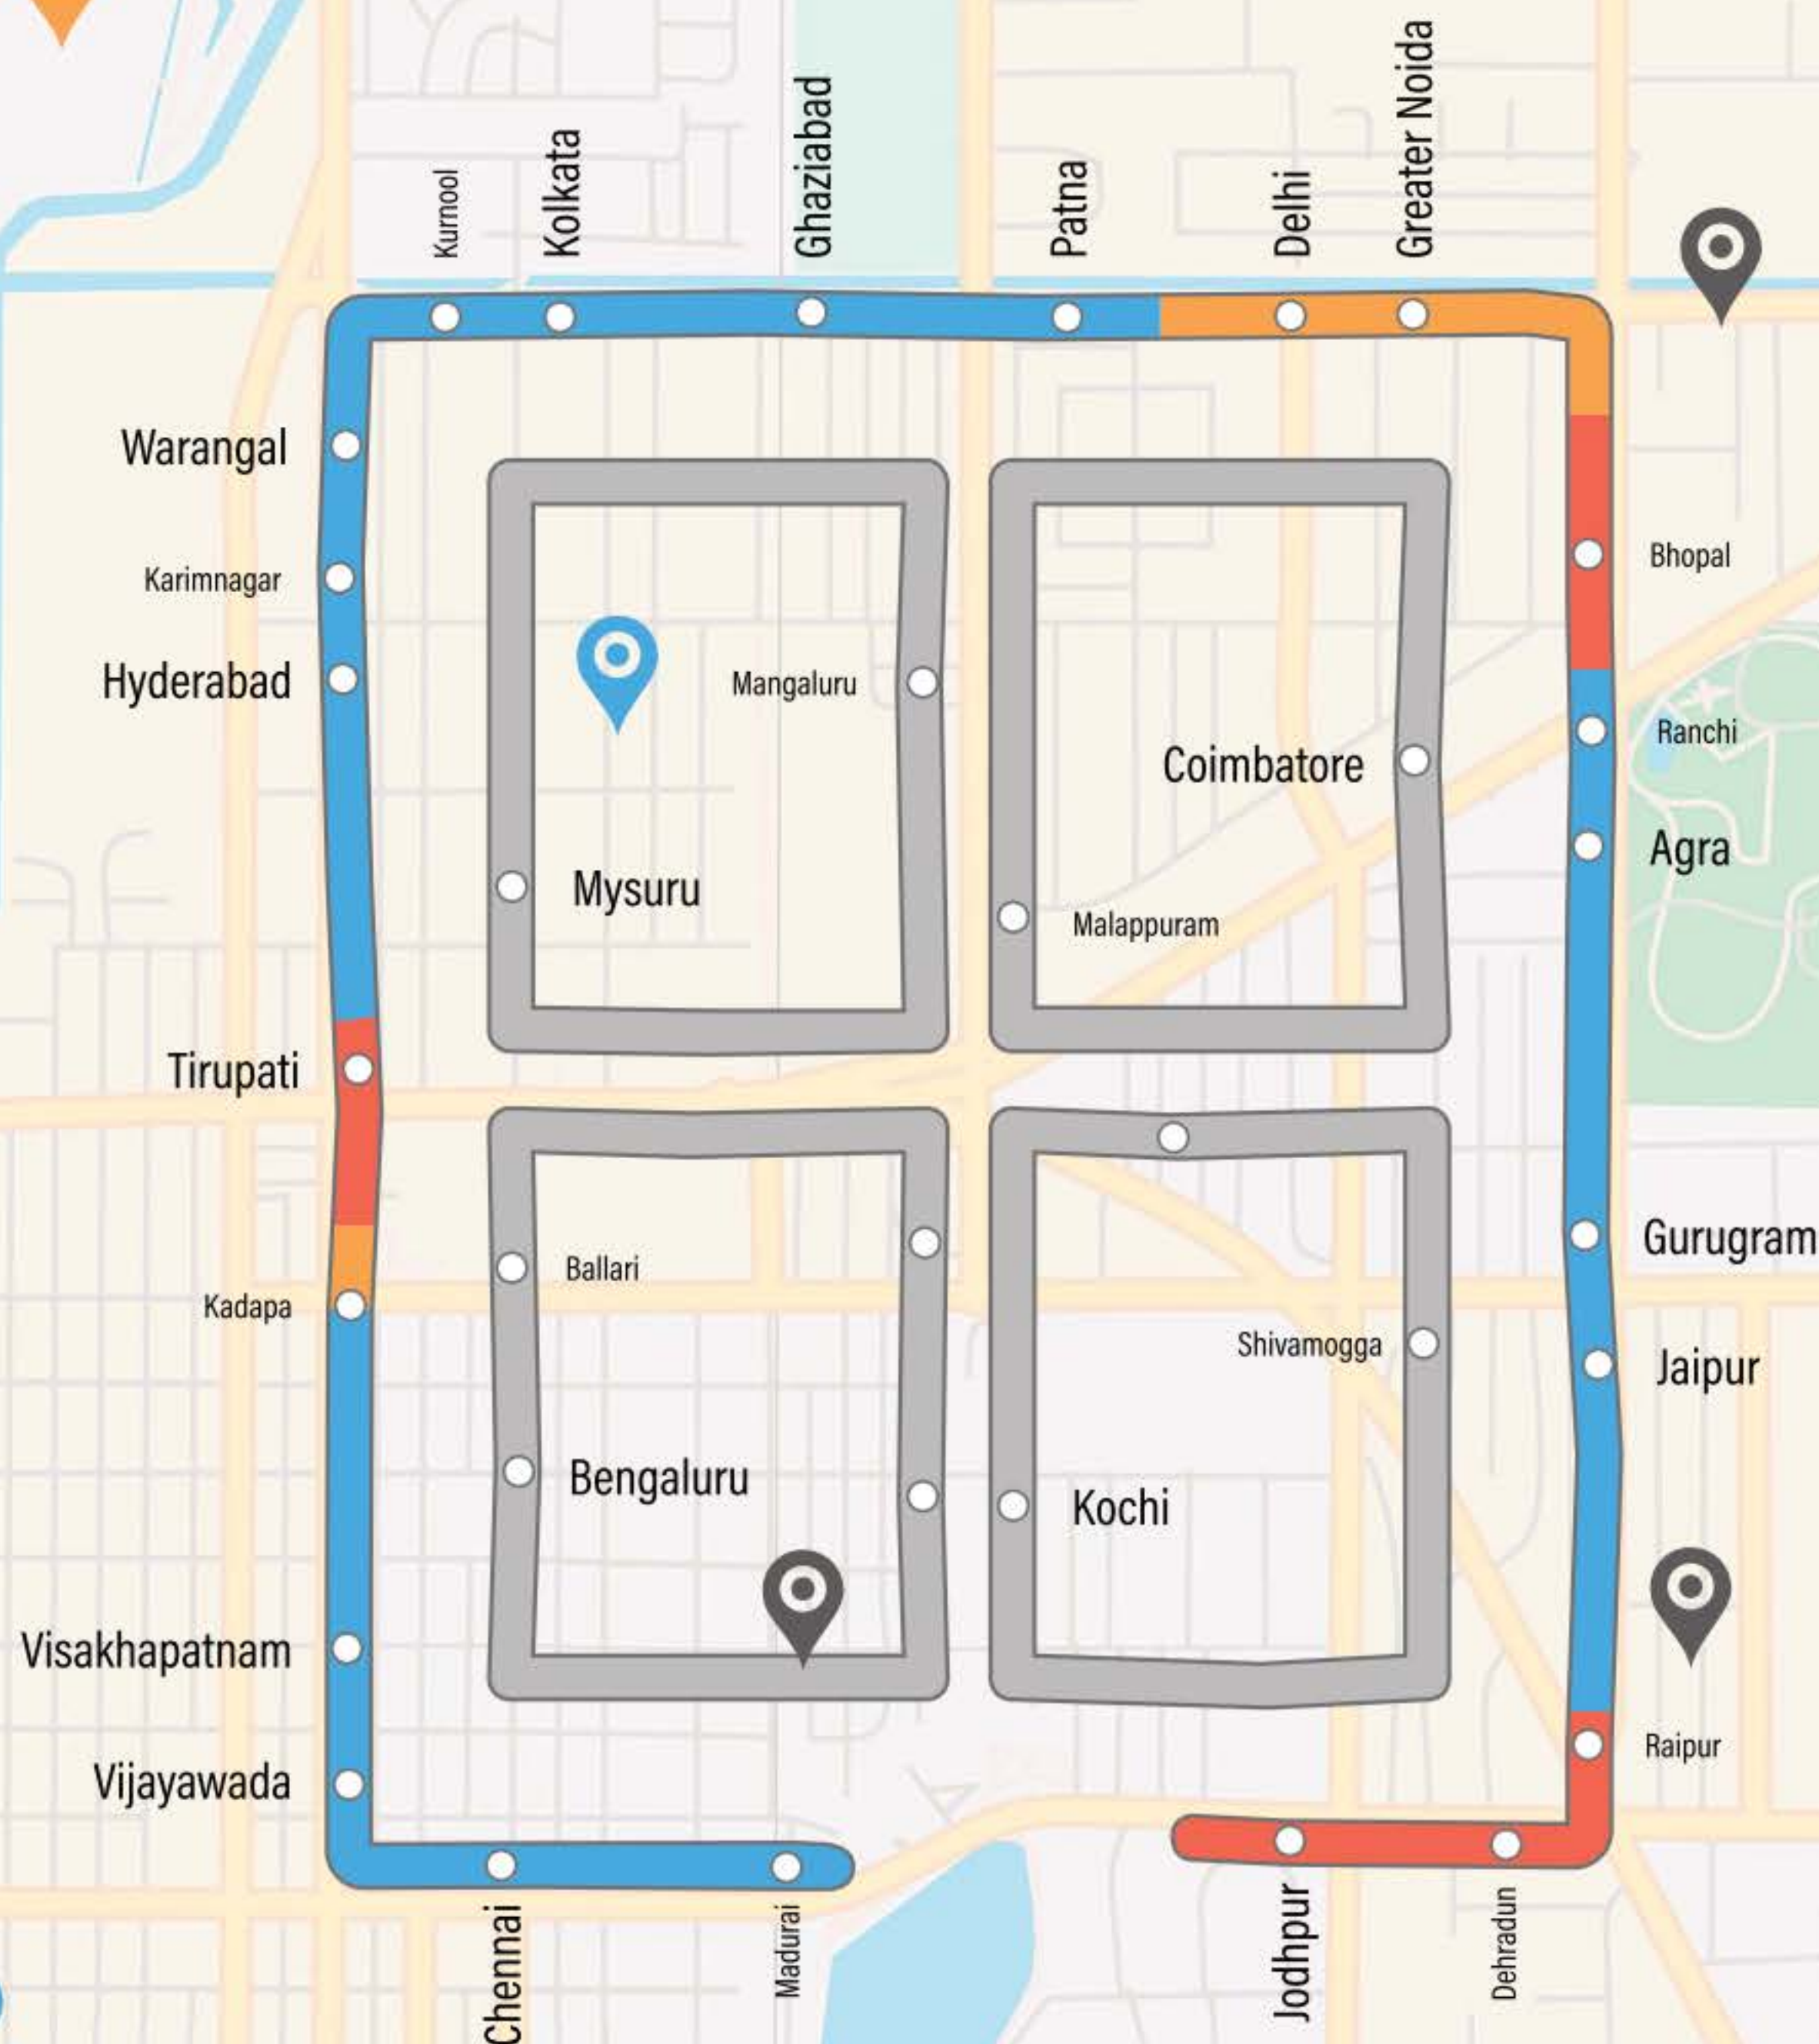 Kurnool
Kolkata
Ghaziabad
Patna
Delhi
Greater Noida
Warangal
Karimnagar
Hyderabad
Tirupati
Kadapa
Visakhapatnam
Vijayawada
Chennai
Madurai
Mangaluru
Mysuru
Coimbatore
Malappuram
Ballari
Bengaluru
Shivamogga
Kochi
Bhopal
Ranchi
Agra
Gurugram
Jaipur
Raipur
Jodhpur
Dehradun